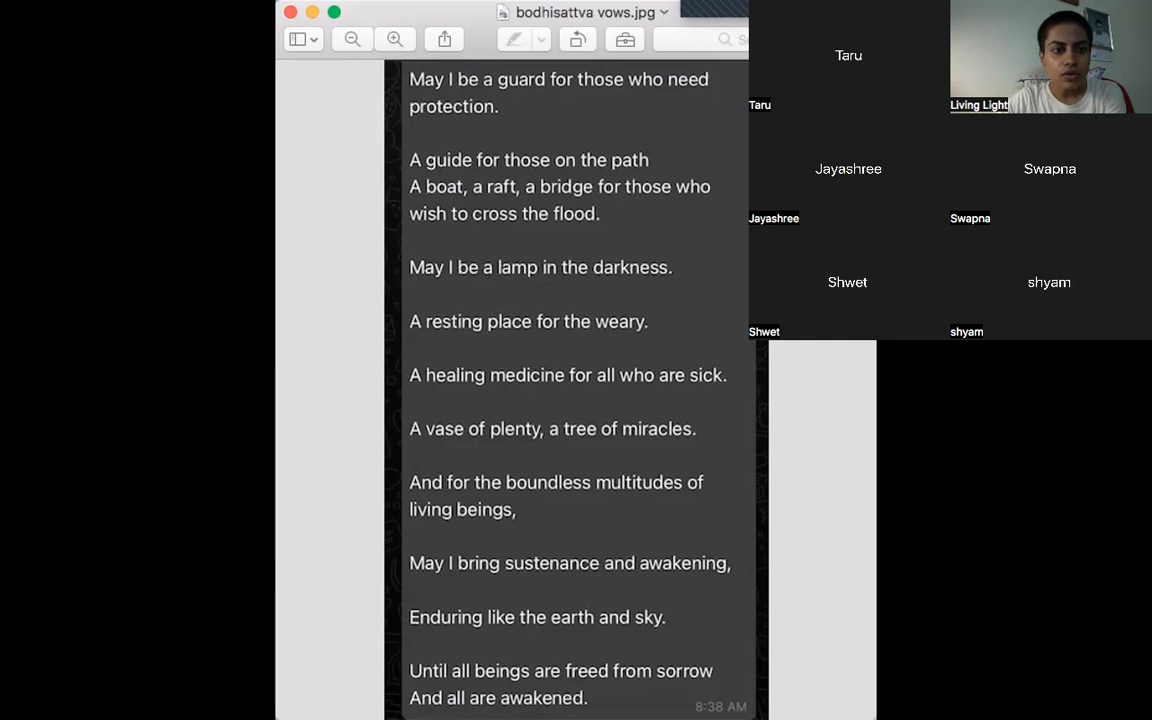 bodhisattva vows.jpg
May I be a guard for those who need
protection.
A guide for those on the path
A boat, a raft, a bridge for those who
wish to cross the flood.
May I be a lamp in the darkness.
A resting place for the weary.
A healing medicine for all who are sick.
A vase of plenty, a tree of miracles.
And for the boundless multitudes of
living beings,
May I bring sustenance and awakening,
Enduring like the earth and sky.
Until all beings are freed from sorrow
And all are awakened.
8:38 AM
Taru
Taru
Living Light
Jayashree
Swapna
Jayashree
Swapna
Shwet
shyam
Shwet
shyam